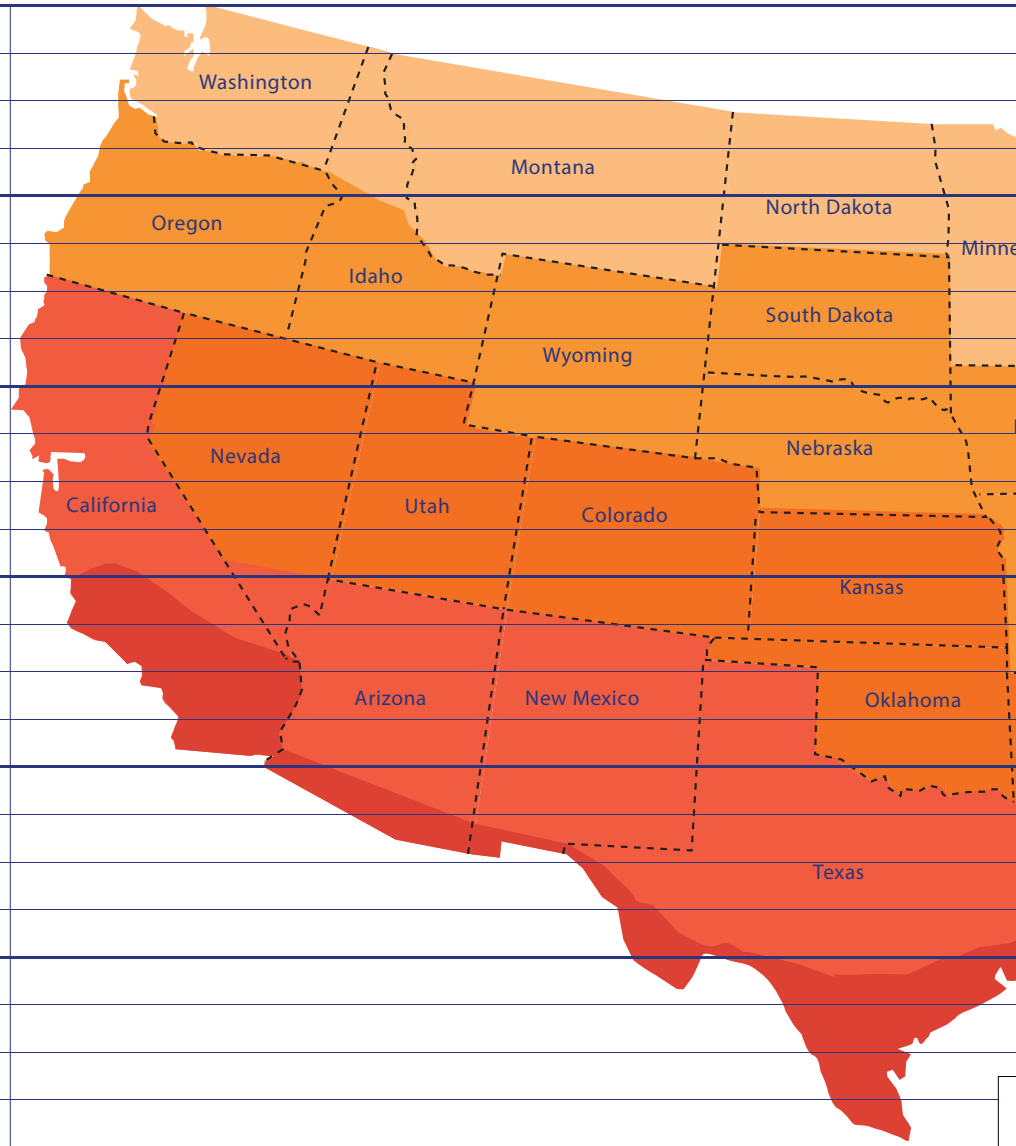 Washington
Montana
North Dakota
Oregon
Minne
Idaho
South Dakota
Wyoming
Nebraska
Nevada
Utah
California
Colorado
Kansas
Arizona
New Mexico
Oklahoma
Texas